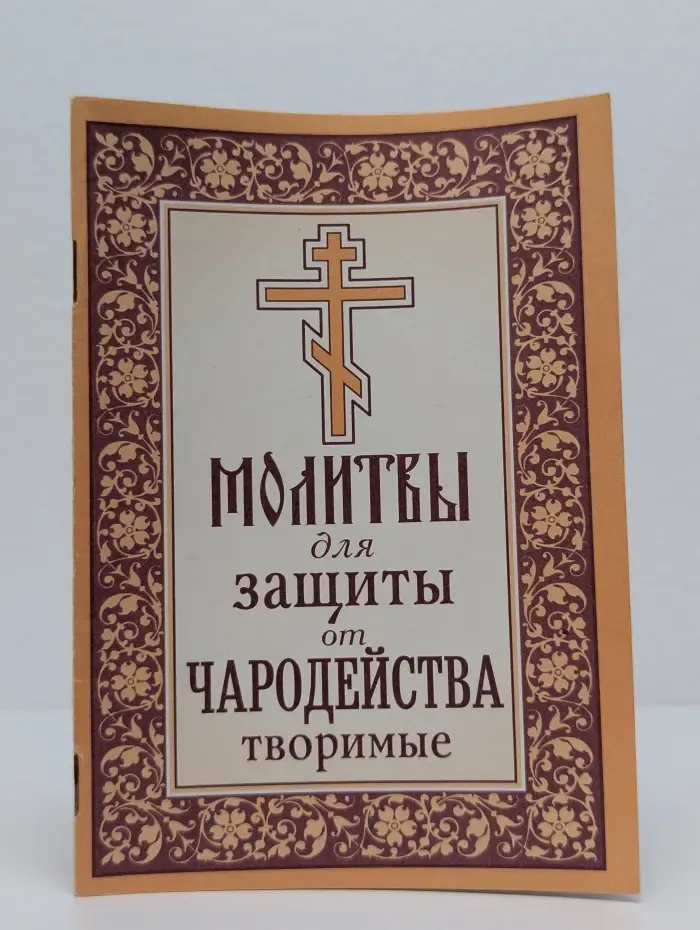 МОЛИТВЫ
для
защиты
от
ЧАРОДЕЙСТВА
творимые